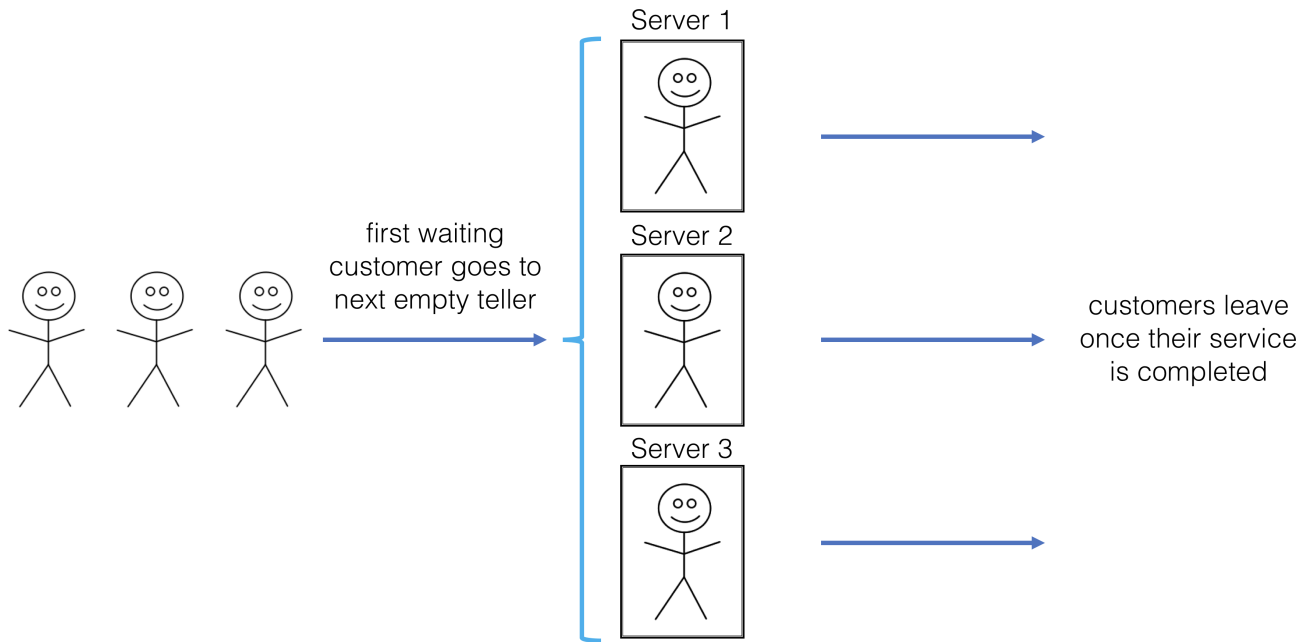 Server 1
first waiting
customer goes to
next empty teller
Server 2
Server 3
customers leave
once their service
is completed